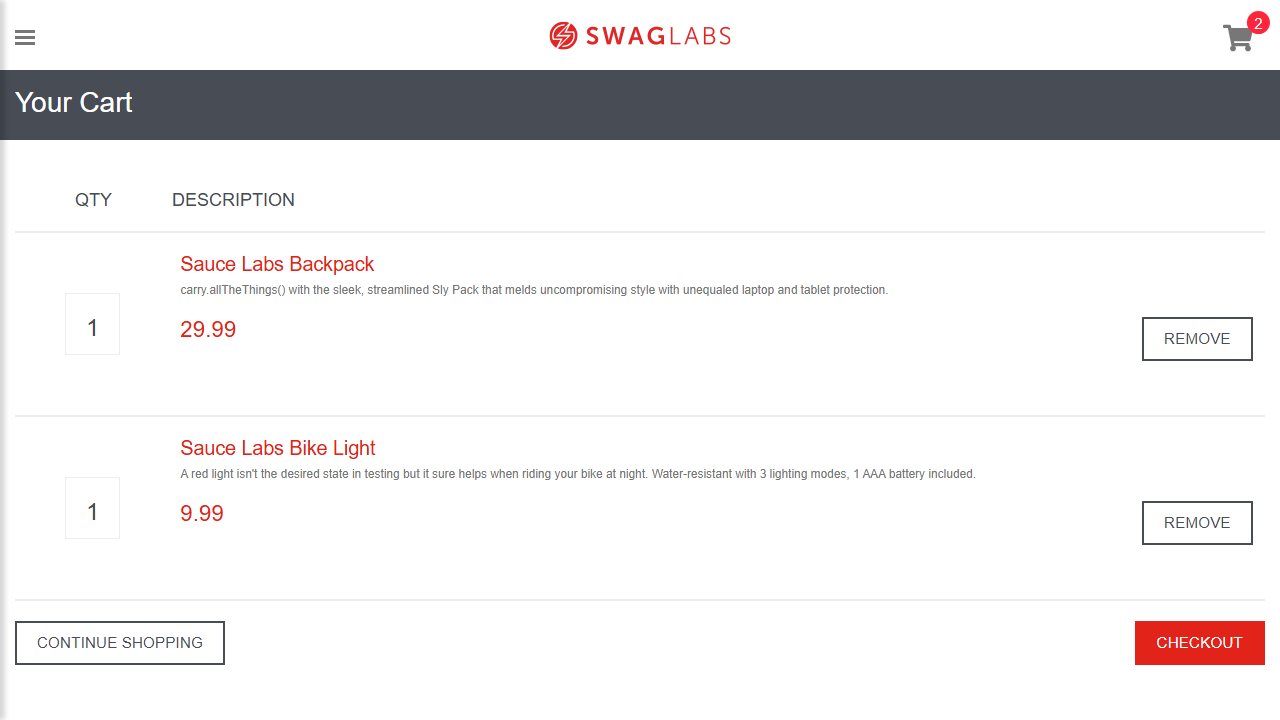 SWAGLABS
2
Your Cart
QTY DESCRIPTION
Sauce Labs Backpack
carry.allTheThings() with the sleek, streamlined Sly Pack that melds uncompromising style with unequaled laptop and tablet protection.
1
29.99
REMOVE
Sauce Labs Bike Light
A red light isn't the desired state in testing but it sure helps when riding your bike at night. Water-resistant with 3 lighting modes, 1 AAA battery included.
1
9.99
REMOVE
CONTINUE SHOPPING
CHECKOUT